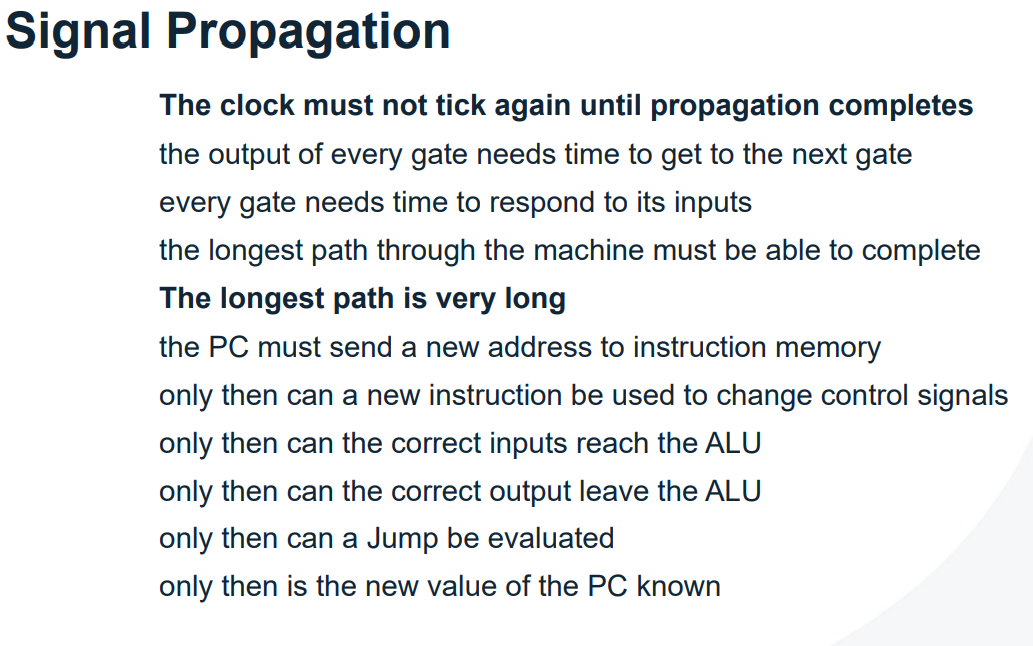 Signal Propagation
The clock must not tick again until propagation completes
the output of every gate needs time to get to the next gate
every gate needs time to respond to its inputs
the longest path through the machine must be able to complete
The longest path is very long
the PC must send a new address to instruction memory
only then can a new instruction be used to change control signals
only then can the correct inputs reach the ALU
only then can the correct output leave the ALU
only then can a Jump be evaluated
only then is the new value of the PC known